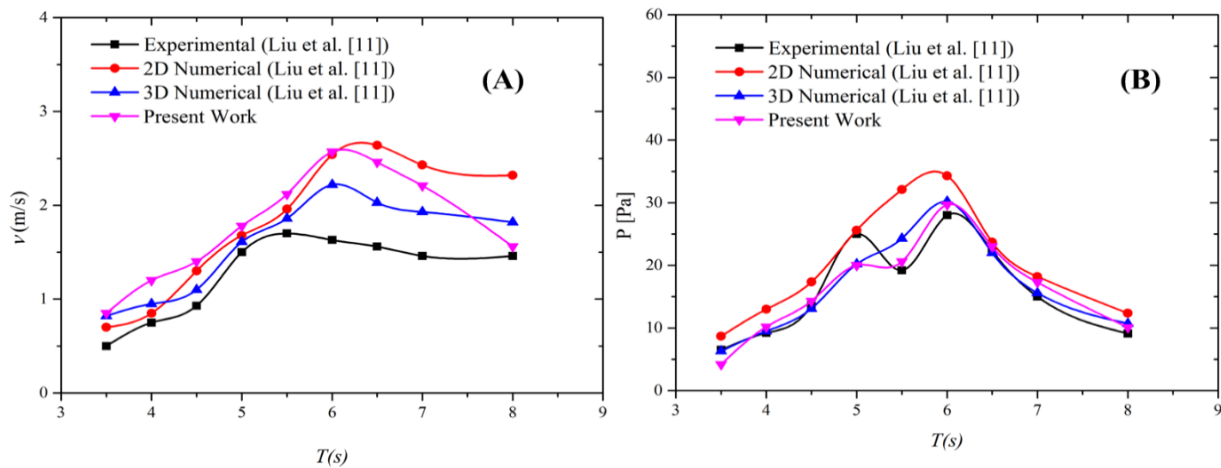 4
3
2
1
0
v(m/s)
Experimental (Liu et al. [11])
2D Numerical (Liu et al. [11])
3D Numerical (Liu et al. [11])
Present Work
(A)
3 4 5 6 7 8 9
T(s)
60
50
40
30
20
10
0
P [Pa]
Experimental (Liu et al. [11])
2D Numerical (Liu et al. [11])
3D Numerical (Liu et al. [11])
Present Work
(B)
3 4 5 6 7 8 9
T(s)